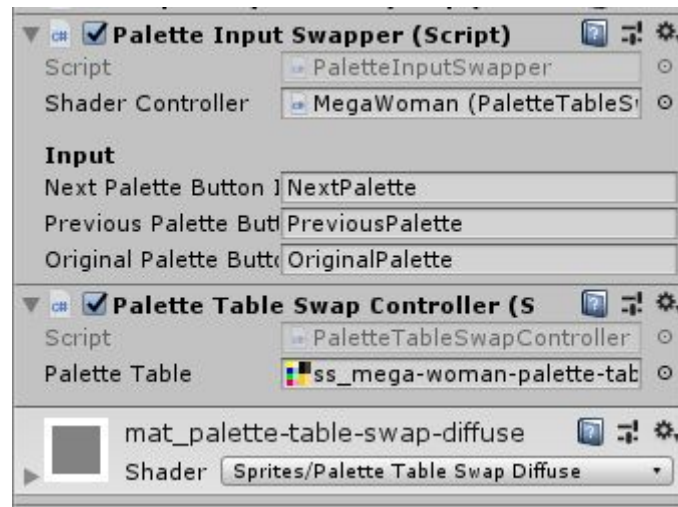 Palette Input Swapper (Script)
Script PaletteInputSwapper
Shader Controller MegaWoman (PaletteTableS
Input
Next Palette Button NextPalette
Previous Palette Butt PreviousPalette
Original Palette Butt OriginalPalette
C# Palette Table Swap Controller (S
Script PaletteTableSwapController
Palette Table ss_mega-woman-palette-tab
mat_palette-table-swap-diffuse
Shader Sprites/Palette Table Swap Diffuse